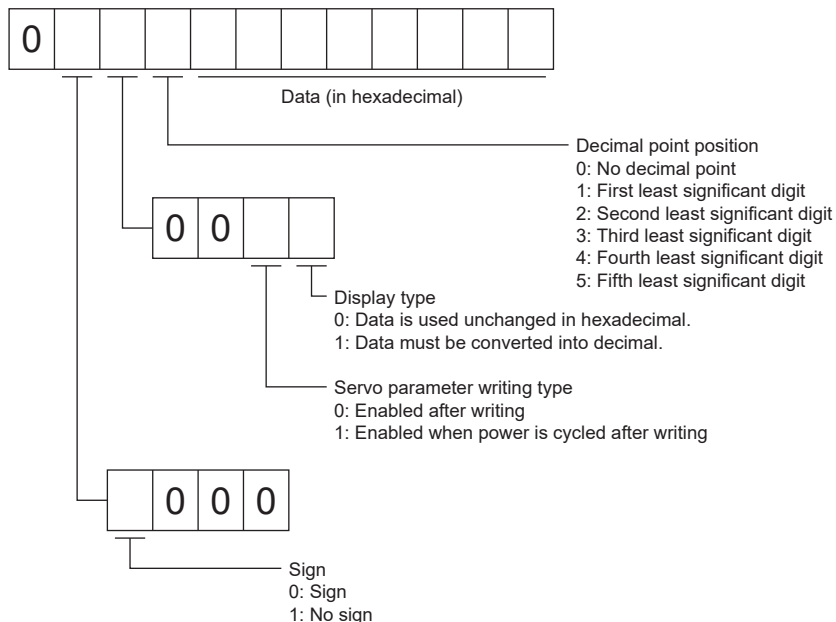 0
Data (in hexadecimal)
Decimal point position
0: No decimal point
1: First least significant digit
2: Second least significant digit
3: Third least significant digit
4: Fourth least significant digit
5: Fifth least significant digit
0 0
Display type
0: Data is used unchanged in hexadecimal.
1: Data must be converted into decimal.
Servo parameter writing type
0: Enabled after writing
1: Enabled when power is cycled after writing
0 0 0
Sign
0: Sign
1: No sign